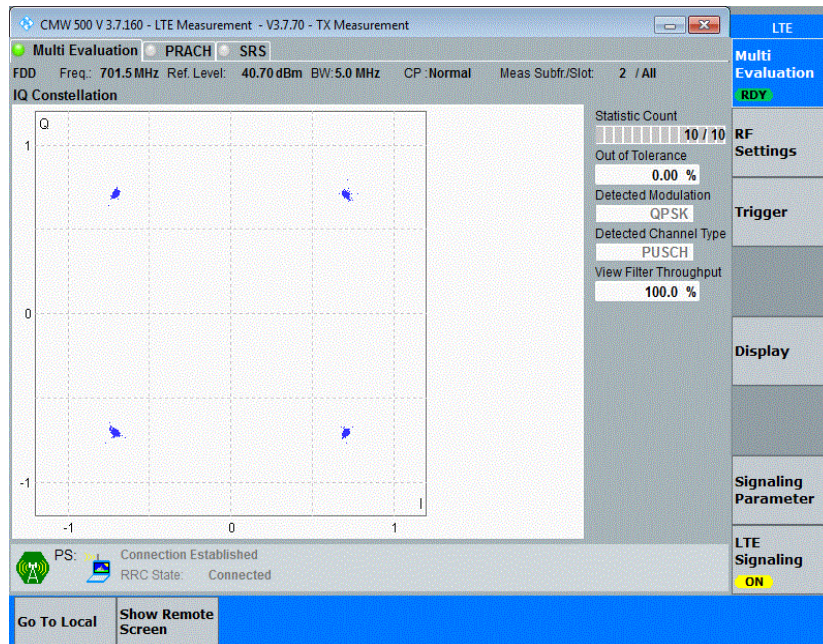 CMW 500 V 3.7.160 - LTE Measurement - V3.7.70 - TX Measurement
LTE
Multi Evaluation PRACH SRS
FDD Freq.: 701.5 MHz Ref. Level: 40.70 dBm BW: 5.0 MHz CP : Normal Meas Subfr./Slot: 2 / All
IQ Constellation
Q
1
0
-1
-1 0 1
I
Statistic Count
10 / 10
Out of Tolerance
0.00 %
Detected Modulation
QPSK
Detected Channel Type
PUSCH
View Filter Throughput
100.0 %
Multi
Evaluation
RDY
RF
Settings
Trigger
Display
Signaling
Parameter
LTE
Signaling
ON
PS: Connection Established
RRC State: Connected
Go To Local
Show Remote
Screen